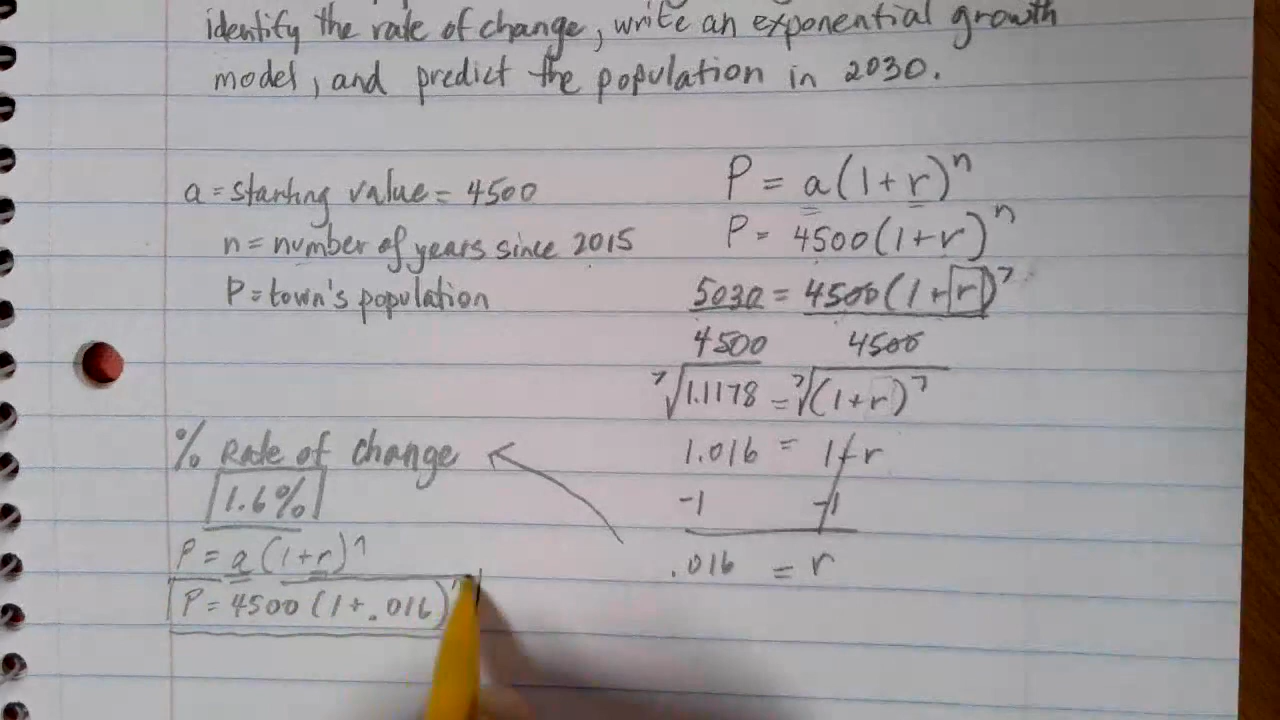 identify the rate of change, write an exponential growth
model, and predict the population in 2030.
a = starting value = 4500
n = number of years since 2015
P = town's population
P = a(1+r)^n
P = 4500(1+r)^n
5030 = 4500(1+r)^7
4500 4500
7√1.1178 = 7√(1+r)^7
1.016 = 1+r
-1 -1
.016 = r
% Rate of change
1.6%
P = a(1+r)^n
P = 4500(1+.016)